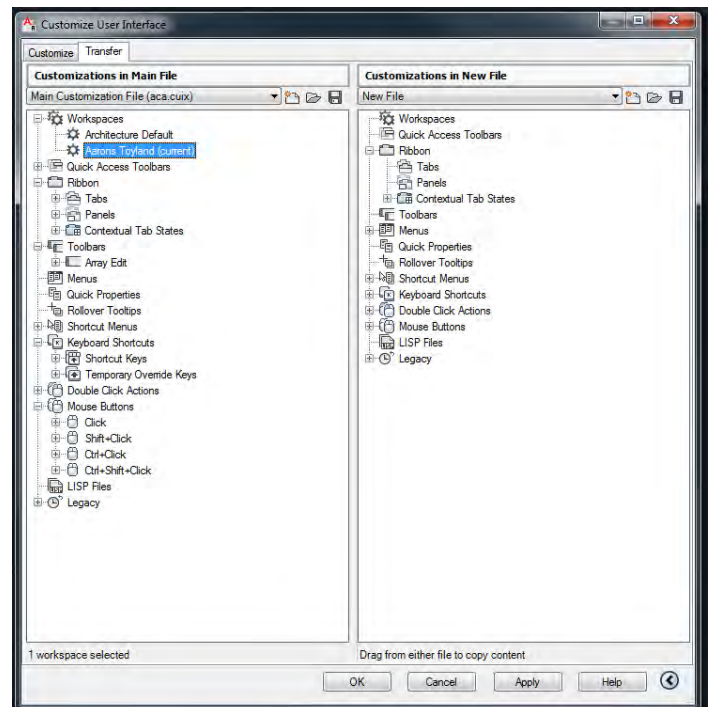 Customize User Interface
Customize Transfer
Customizations in Main File
Main Customization File (aca.cuix)
Workspaces
Architecture Default
Aarons Toyland (current)
Quick Access Toolbars
Ribbon
Tabs
Panels
Contextual Tab States
Toolbars
Array Edit
Menus
Quick Properties
Rollover Tooltips
Shortcut Menus
Keyboard Shortcuts
Shortcut Keys
Temporary Override Keys
Double Click Actions
Mouse Buttons
Click
Shift+Click
Ctrl+Click
Ctrl+Shift+Click
LISP Files
Legacy
1 workspace selected
Customizations in New File
New File
Workspaces
Quick Access Toolbars
Ribbon
Tabs
Panels
Contextual Tab States
Toolbars
Menus
Quick Properties
Rollover Tooltips
Shortcut Menus
Keyboard Shortcuts
Double Click Actions
Mouse Buttons
LISP Files
Legacy
Drag from either file to copy content
OK Cancel Apply Help